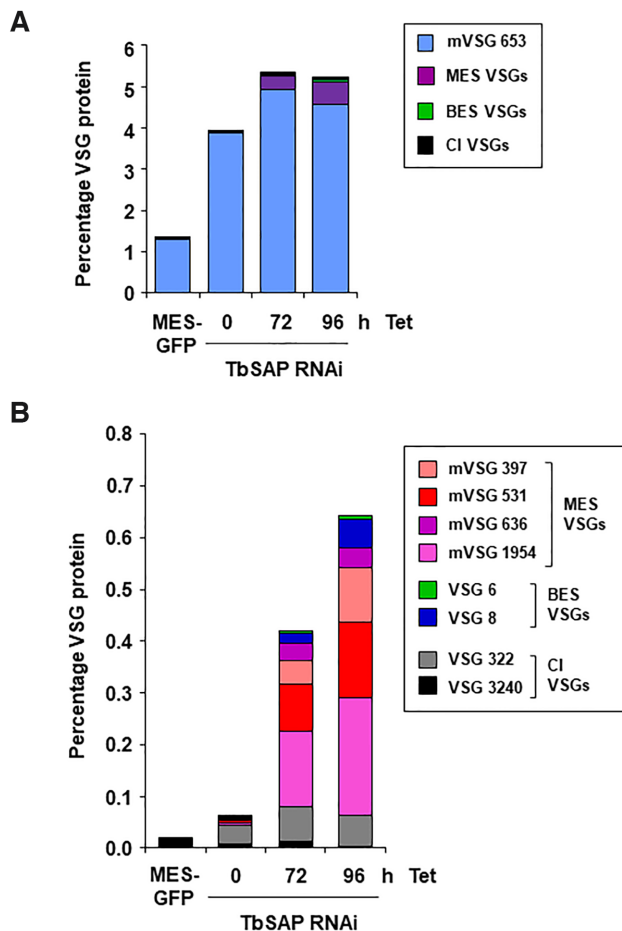 A
Percentage VSG protein
6
5
4
3
2
1
0
MES-GFP 0 72 96 h Tet
TbSAP RNAi
mVSG 653
MES VSGs
BES VSGs
CI VSGs
B
Percentage VSG protein
0.8
0.7
0.6
0.5
0.4
0.3
0.2
0.1
0.0
MES-GFP 0 72 96 h Tet
TbSAP RNAi
mVSG 397
mVSG 531
mVSG 636
mVSG 1954
MES VSGs
VSG 6
VSG 8
BES VSGs
VSG 322
VSG 3240
CI VSGs